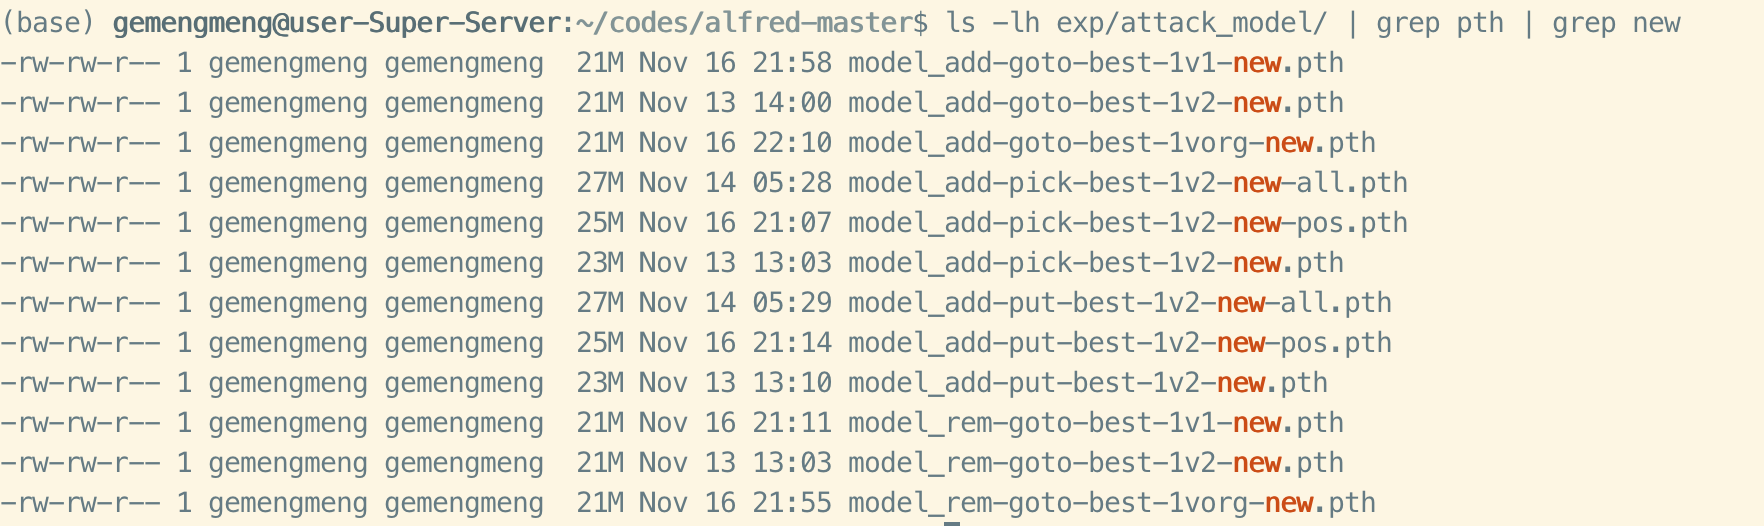 (base) gemengmeng@user-Super-Server:~/codes/alfred-master$ ls -lh exp/attack_model/ | grep pth | grep new
-rw-rw-r-- 1 gemengmeng gemengmeng  21M Nov 16 21:58 model_add-goto-best-1v1-new.pth
-rw-rw-r-- 1 gemengmeng gemengmeng  21M Nov 13 14:00 model_add-goto-best-1v2-new.pth
-rw-rw-r-- 1 gemengmeng gemengmeng  21M Nov 16 22:10 model_add-goto-best-1vorg-new.pth
-rw-rw-r-- 1 gemengmeng gemengmeng  27M Nov 14 05:28 model_add-pick-best-1v2-new-all.pth
-rw-rw-r-- 1 gemengmeng gemengmeng  25M Nov 16 21:07 model_add-pick-best-1v2-new-pos.pth
-rw-rw-r-- 1 gemengmeng gemengmeng  23M Nov 13 13:03 model_add-pick-best-1v2-new.pth
-rw-rw-r-- 1 gemengmeng gemengmeng  27M Nov 14 05:29 model_add-put-best-1v2-new-all.pth
-rw-rw-r-- 1 gemengmeng gemengmeng  25M Nov 16 21:14 model_add-put-best-1v2-new-pos.pth
-rw-rw-r-- 1 gemengmeng gemengmeng  23M Nov 13 13:10 model_add-put-best-1v2-new.pth
-rw-rw-r-- 1 gemengmeng gemengmeng  21M Nov 16 21:11 model_rem-goto-best-1v1-new.pth
-rw-rw-r-- 1 gemengmeng gemengmeng  21M Nov 13 13:03 model_rem-goto-best-1v2-new.pth
-rw-rw-r-- 1 gemengmeng gemengmeng  21M Nov 16 21:55 model_rem-goto-best-1vorg-new.pth